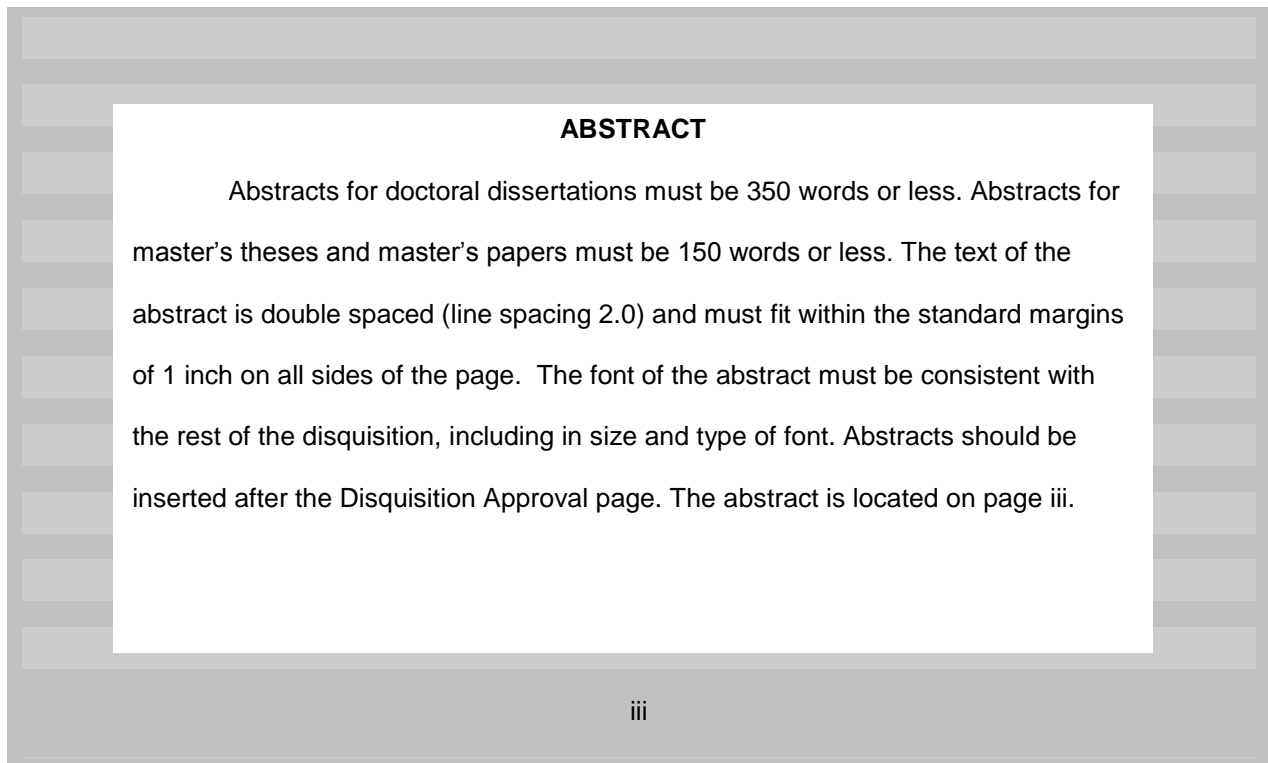 ABSTRACT
Abstracts for doctoral dissertations must be 350 words or less. Abstracts for
master’s theses and master’s papers must be 150 words or less. The text of the
abstract is double spaced (line spacing 2.0) and must fit within the standard margins
of 1 inch on all sides of the page.  The font of the abstract must be consistent with
the rest of the disquisition, including in size and type of font. Abstracts should be
inserted after the Disquisition Approval page. The abstract is located on page iii.
iii